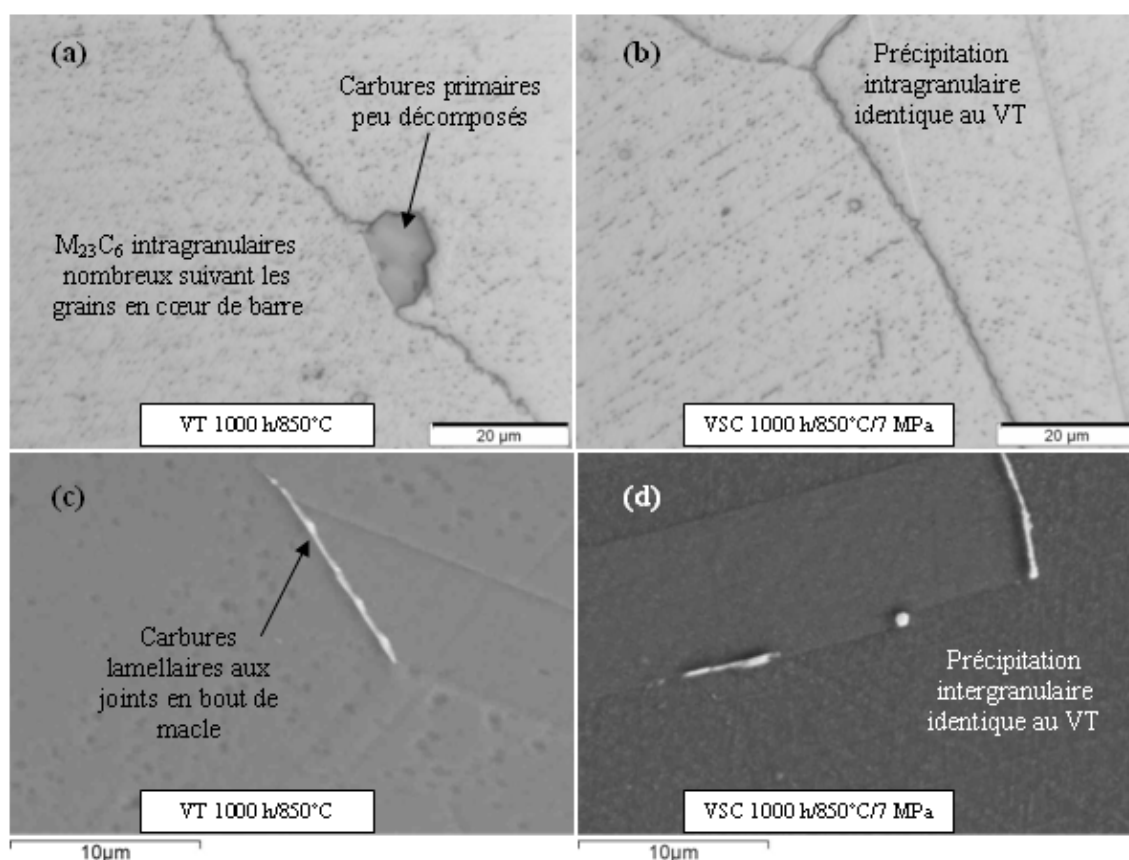 (a)
Carbures primaires
peu décomposés
M₂₃C₆ intragranulaires
nombreux suivant les
grains en cœur de barre
VT 1000 h/850°C
20 µm
(b)
Précipitation
intragranulaire
identique au VT
VSC 1000 h/850°C/7 MPa
20 µm
(c)
Carbures
lamellaires aux
joints en bout de
macle
VT 1000 h/850°C
10µm
(d)
Précipitation
intergranulaire
identique au VT
VSC 1000 h/850°C/7 MPa
10µm